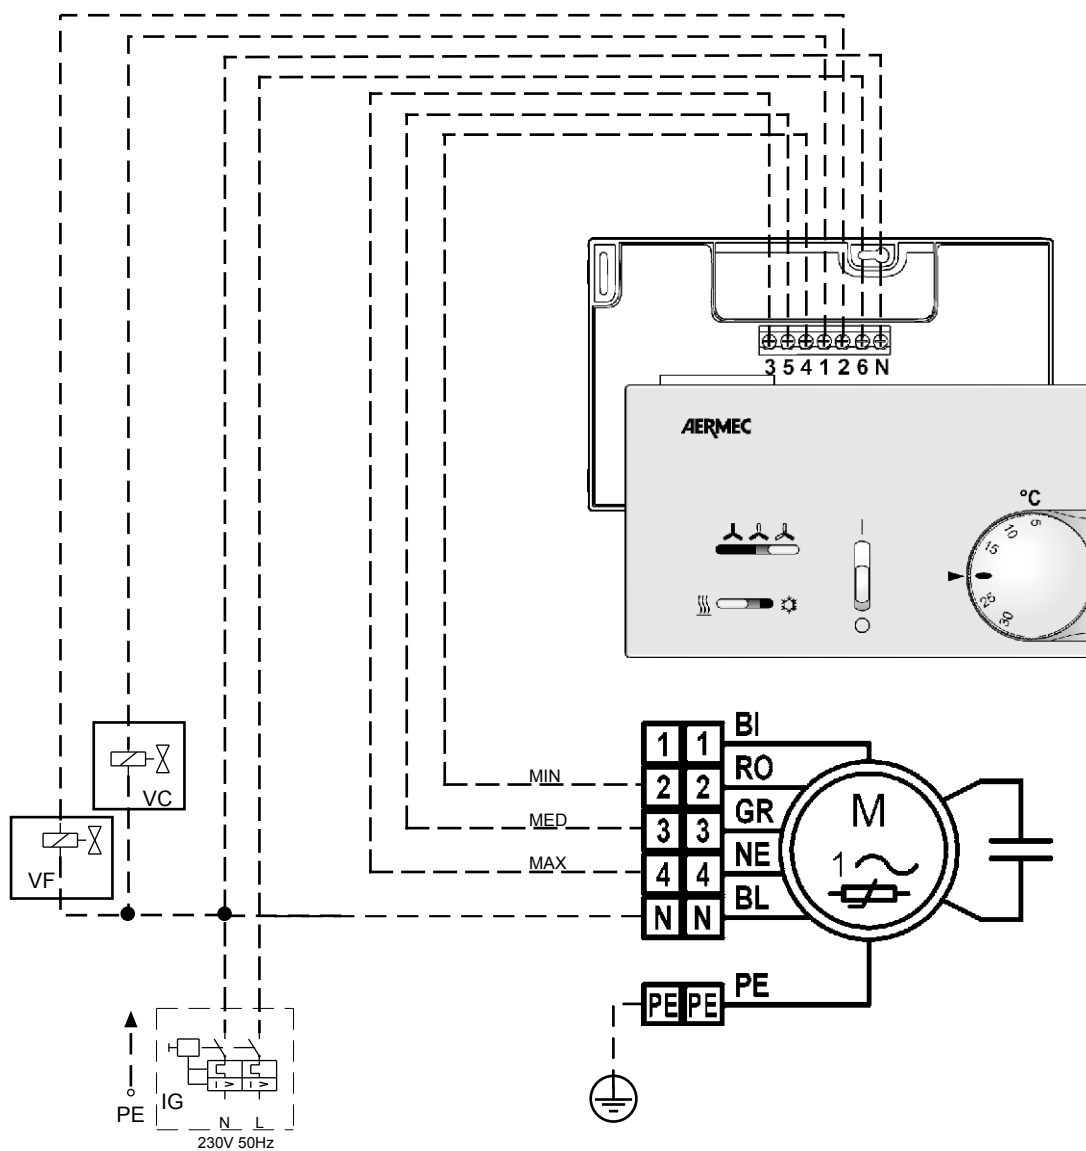 3 5 4 1 2 6 N
AERMEC
°C
5
10
15
25
30
VC
VF
MIN
MED
MAX
1 1 BI
2 2 RO
3 3 GR
4 4 NE
N N BL
PE PE PE
M
1
PE
IG
I > I >
N L
230V 50Hz